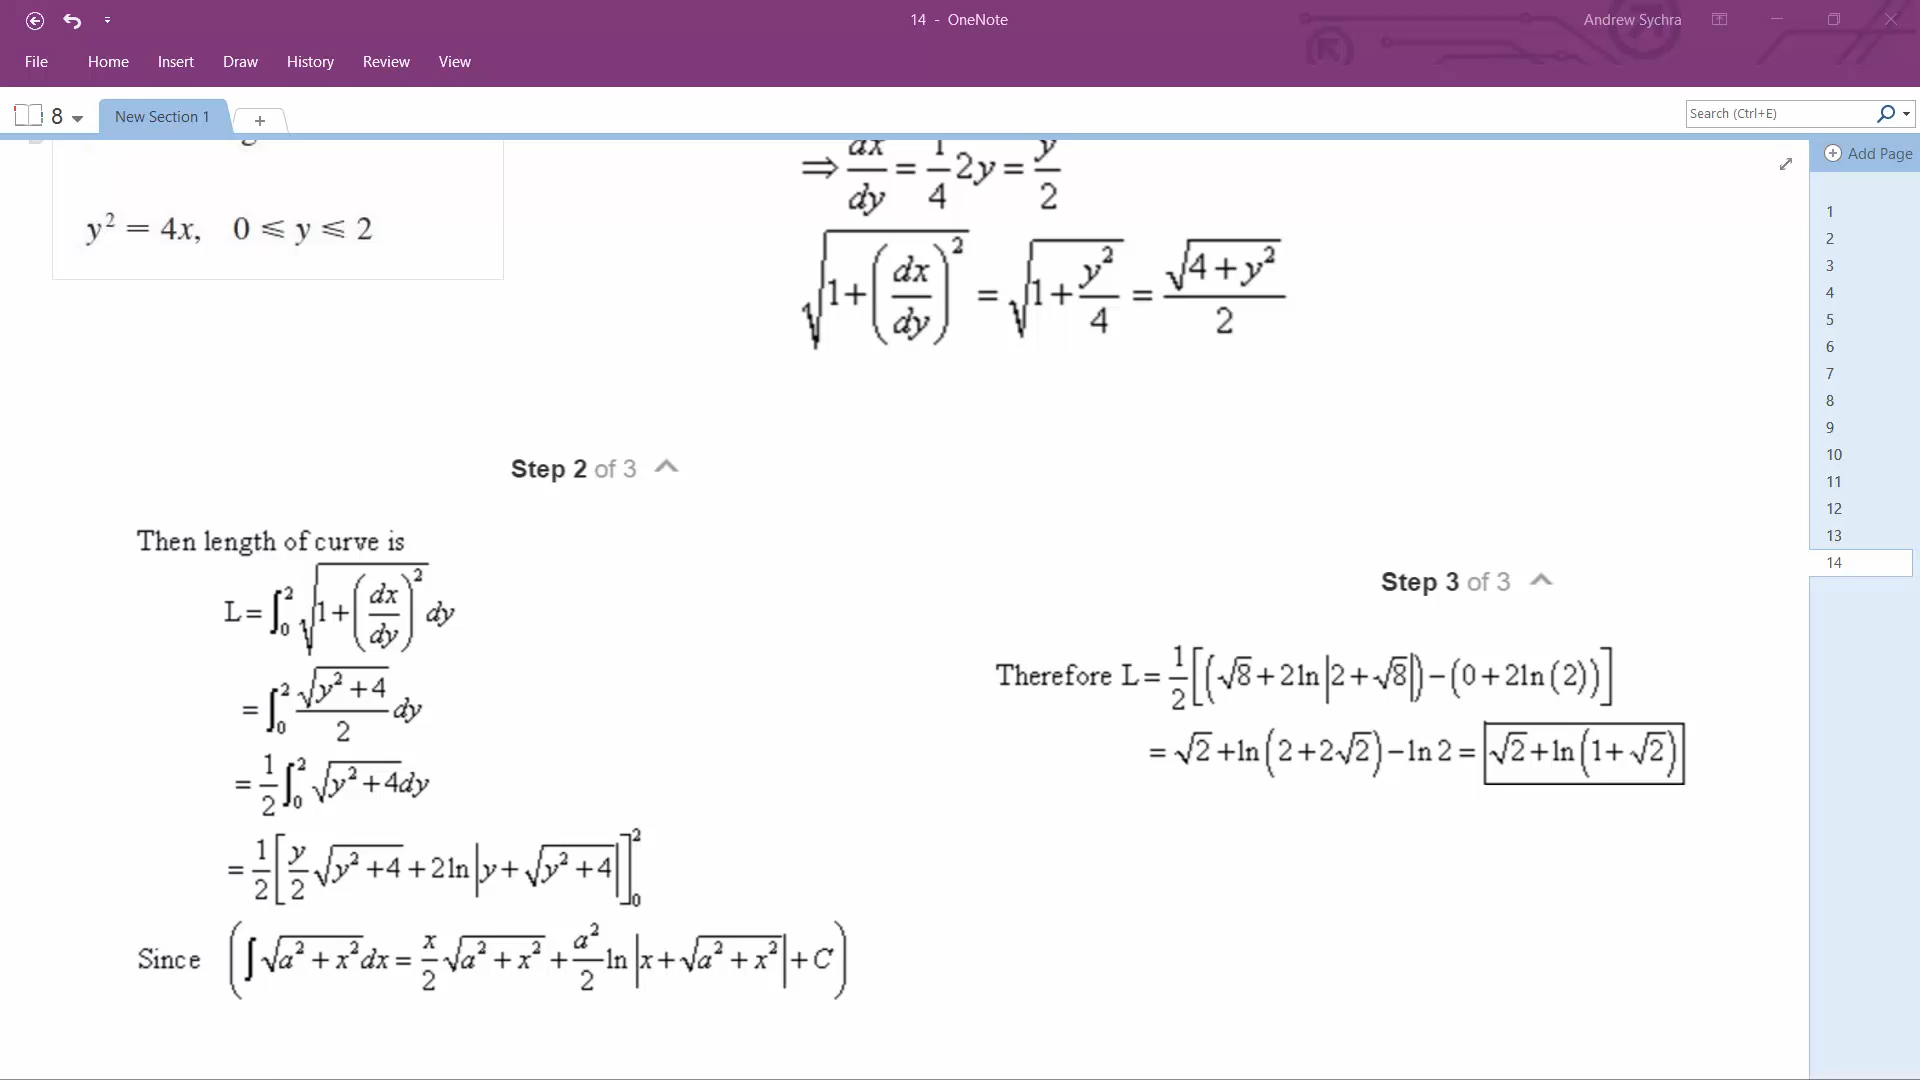 14 - OneNote
Andrew Sychra
File Home Insert Draw History Review View
8
New Section 1
+
Search (Ctrl+E)
Add Page
⇒ dx/dy = 1/4 2y = y/2
y² = 4x, 0 ≤ y ≤ 2
√(1+(dx/dy)²) = √(1+y²/4) = √(4+y²)/2
Step 2 of 3
Then length of curve is
L = ∫₀² √(1+(dx/dy)²) dy
= ∫₀² √(y²+4)/2 dy
= 1/2 ∫₀² √(y²+4) dy
= 1/2 [y/2 √(y²+4) + 2ln|y+√(y²+4)|]₀²
Since (∫√(a²+x²)dx = x/2 √(a²+x²) + a²/2 ln|x+√(a²+x²)| + C)
Step 3 of 3
Therefore L = 1/2 [(√8+2ln|2+√8|)−(0+2ln(2))]
= √2+ln(2+2√2)−ln2 = √2+ln(1+√2)
1
2
3
4
5
6
7
8
9
10
11
12
13
14